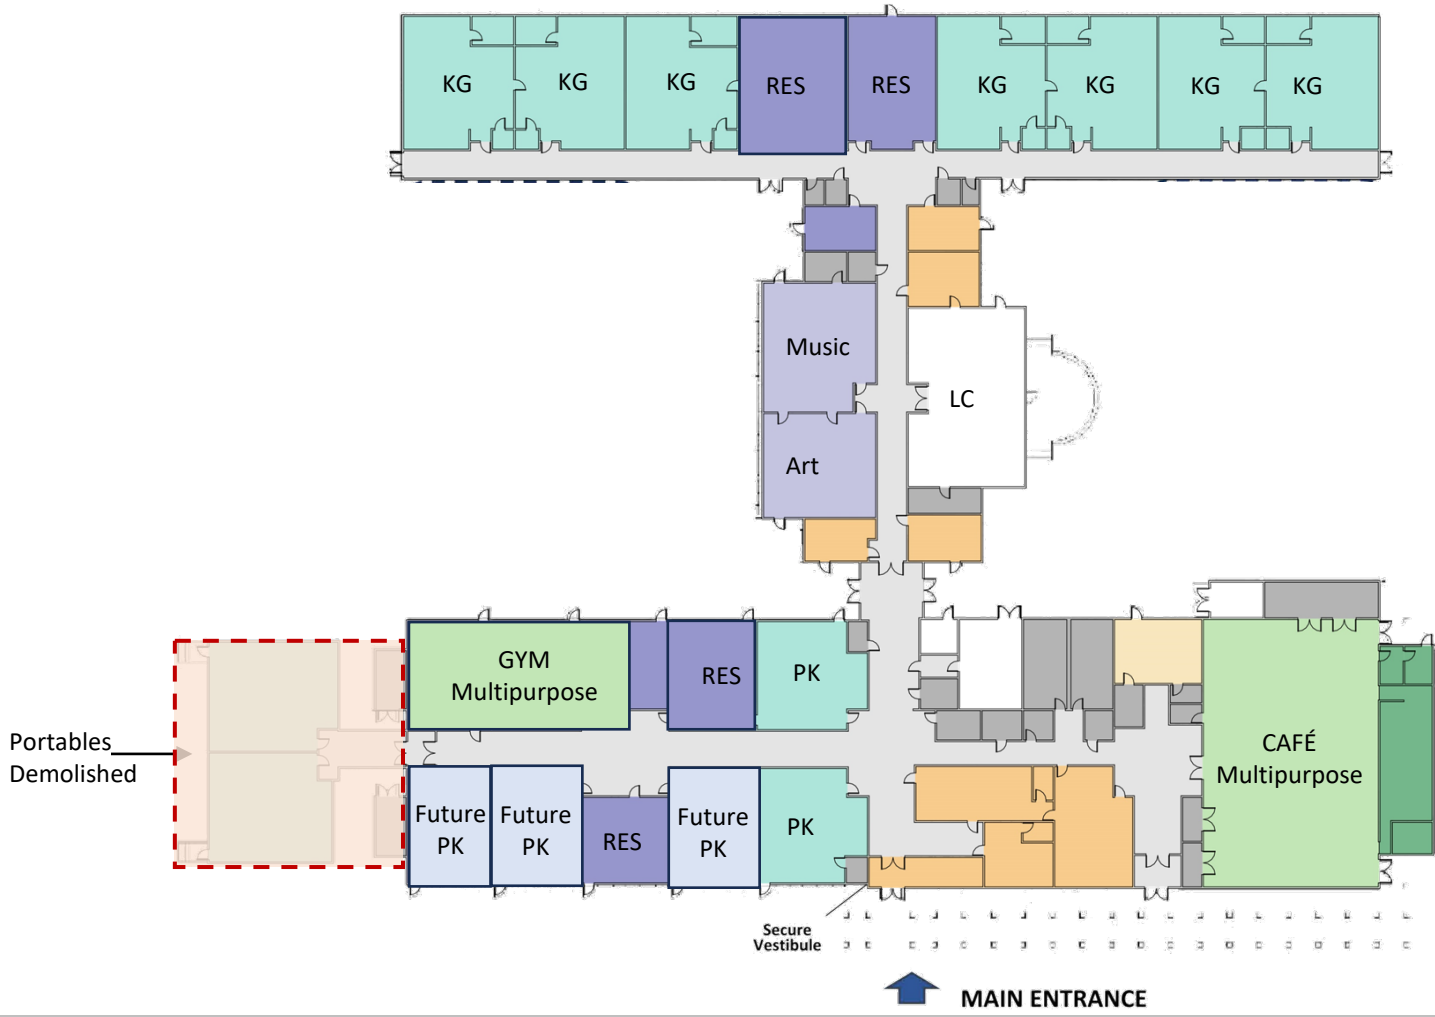 KG
KG
KG
RES
RES
KG
KG
KG
KG
Music
LC
Art
GYM
Multipurpose
RES
PK
Portables
Demolished
CAFÉ
Multipurpose
Future
PK
Future
PK
RES
Future
PK
PK
Secure
Vestibule
MAIN ENTRANCE